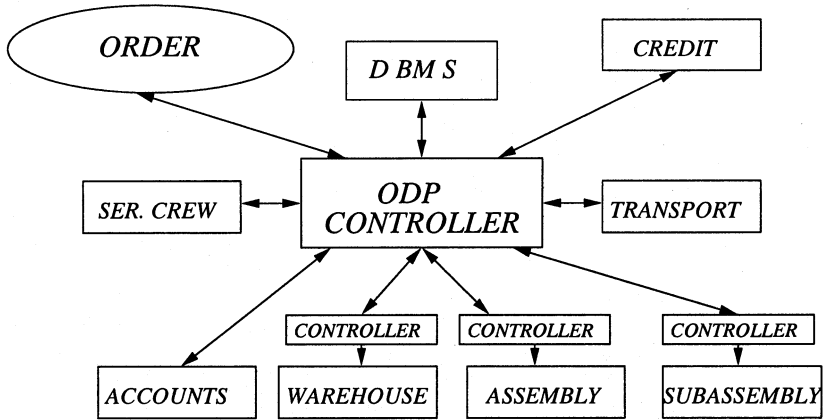 ORDER
D BM S
CREDIT
SER. CREW
ODP
CONTROLLER
TRANSPORT
CONTROLLER
CONTROLLER
CONTROLLER
ACCOUNTS
WAREHOUSE
ASSEMBLY
SUBASSEMBLY